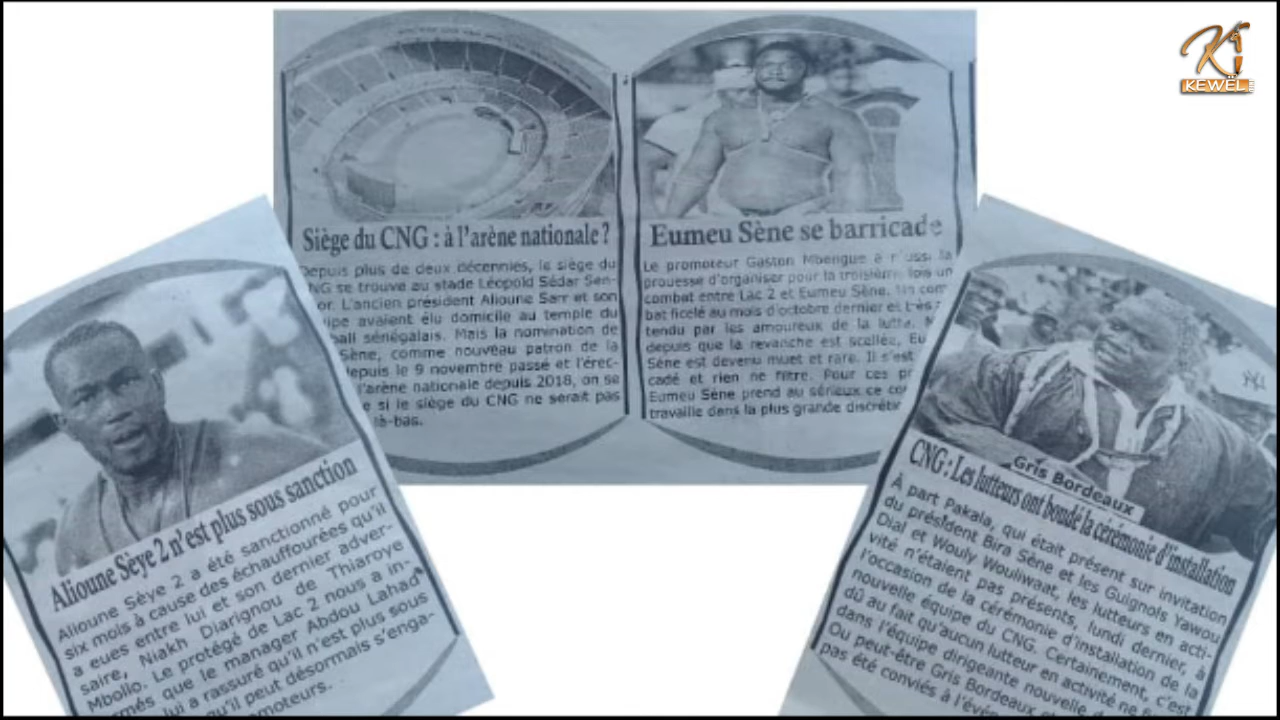 KEWËL
Siège du CNG : à l'arène nationale ?
Depuis plus de deux décennies, le siège du
NG se trouve au stade Léopold Sédar Sen-
or. L'ancien président Alioune Sarr et son
ipe avaient élu domicile au temple du
all sénégalais. Mais la nomination de
Sène, comme nouveau patron de la
epuis le 9 novembre passé et l'érec-
l'arène nationale depuis 2018, on se
e si le siège du CNG ne serait pas
là-bas.
Eumeu Sène se barricade
Le promoteur Gaston Mbengue a réussi la
prouesse d'organiser pour la troisième fois un
combat entre Lac 2 et Eumeu Sène. Un com
bat ficelé au mois d'octobre dernier et très
tendu par les amoureux de la lutte.
depuis que la revanche est scellée, Eu
Sène est devenu muet et rare. Il s'est
cadé et rien ne filtre. Pour ces
Eumeu Sène prend au sérieux ce co
travaille dans la plus grande discrétio
Alioune Sèye 2 n'est plus sous sanction
Alioune Sèye 2 a été sanctionné pour
six mois à cause des échauffourées qu'il
a eues entre lui et son dernier adver-
saire, Niakh Diarignou de Thiaroye
Mbollo. Le protégé de Lac 2 nous a in-
ormés que le manager Abdou Lahad
lui a rassuré qu'il n'est plus sous
qu'il peut désormais s'enga-
omoteurs.
Gris Bordeaux
CNG : Les lutteurs ont boudé la cérémonie d'installation
À part Pakala, qui était présent sur invitation
du président Bira Sène et les Guignols Yawou
Dial et Wouly Wouliwaat, les lutteurs en acti-
vité n'étaient pas présents, lundi dernier, à
l'occasion de la cérémonie d'installation de la
nouvelle équipe du CNG. Certainement, c'est
dû au fait qu'aucun lutteur en activité ne
dans l'équipe dirigeante nouvelle
Ou peut-être Gris Bordeaux
pas été conviés à l'évé